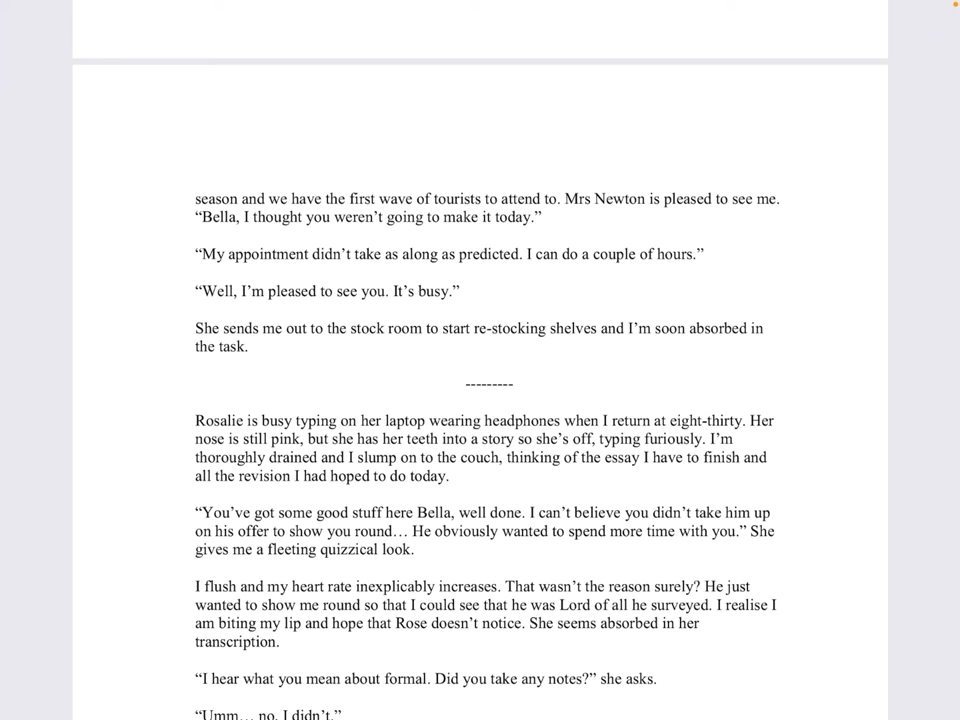 season and we have the first wave of tourists to attend to. Mrs Newton is pleased to see me.
“Bella, I thought you weren’t going to make it today.”
“My appointment didn’t take as along as predicted. I can do a couple of hours.”
“Well, I’m pleased to see you. It’s busy.”
She sends me out to the stock room to start re-stocking shelves and I’m soon absorbed in
the task.
---------
Rosalie is busy typing on her laptop wearing headphones when I return at eight-thirty. Her
nose is still pink, but she has her teeth into a story so she’s off, typing furiously. I’m
thoroughly drained and I slump on to the couch, thinking of the essay I have to finish and
all the revision I had hoped to do today.
“You’ve got some good stuff here Bella, well done. I can’t believe you didn’t take him up
on his offer to show you round… He obviously wanted to spend more time with you.” She
gives me a fleeting quizzical look.
I flush and my heart rate inexplicably increases. That wasn’t the reason surely? He just
wanted to show me round so that I could see that he was Lord of all he surveyed. I realise I
am biting my lip and hope that Rose doesn’t notice. She seems absorbed in her
transcription.
“I hear what you mean about formal. Did you take any notes?” she asks.
“Umm… no, I didn’t.”